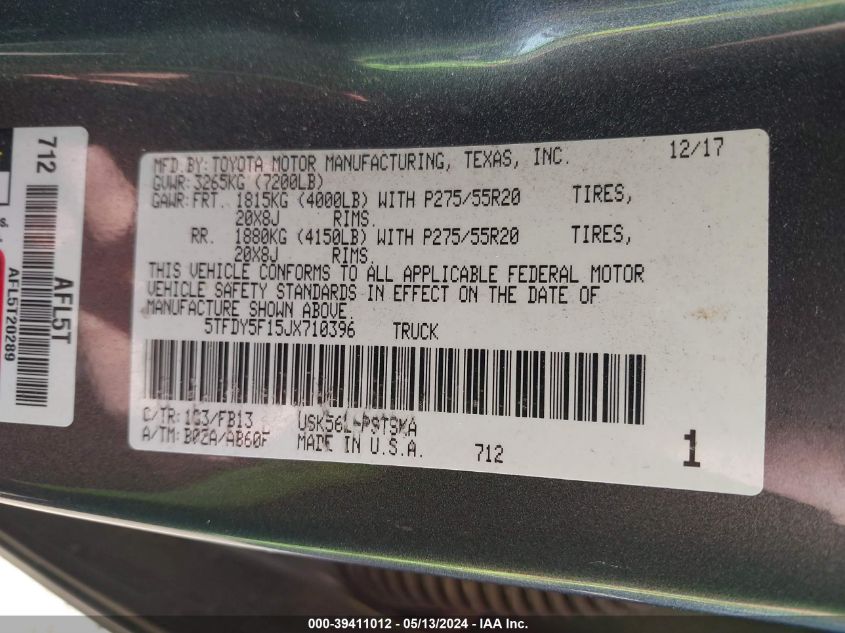 MFD.BY:TOYOTA MOTOR MANUFACTURING, TEXAS, INC. 12/17
GVWR:3265KG (7200LB)
GAWR:FRT. 1815KG (4000LB) WITH P275/55R20 TIRES,
20X8J RIMS.
RR. 1880KG (4150LB) WITH P275/55R20 TIRES,
20X8J RIMS.
THIS VEHICLE CONFORMS TO ALL APPLICABLE FEDERAL MOTOR
VEHICLE SAFETY STANDARDS IN EFFECT ON THE DATE OF
MANUFACTURE SHOWN ABOVE.
5TFDY5F15JX710396 TRUCK
C/TR:1G3/FB13 USK56L-PSTSKA
A/TM:B02A/AB60F MADE IN U.S.A. 712 1
712
AFL5T
AFL5T20289
000-39411012 - 05/13/2024 - © IAA Holdings, LLC.